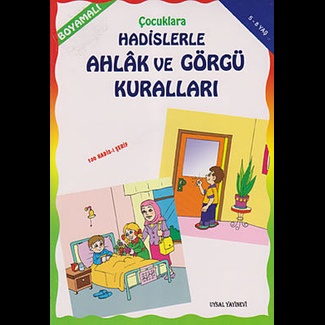 BOYAMALI
Çocuklara
5 - 8 YAŞ
HADİSLERLE
AHLÂK VE GÖRGÜ
KURALLARI
100 HADİS-İ ŞERİF
UYSAL YAYINEVİ